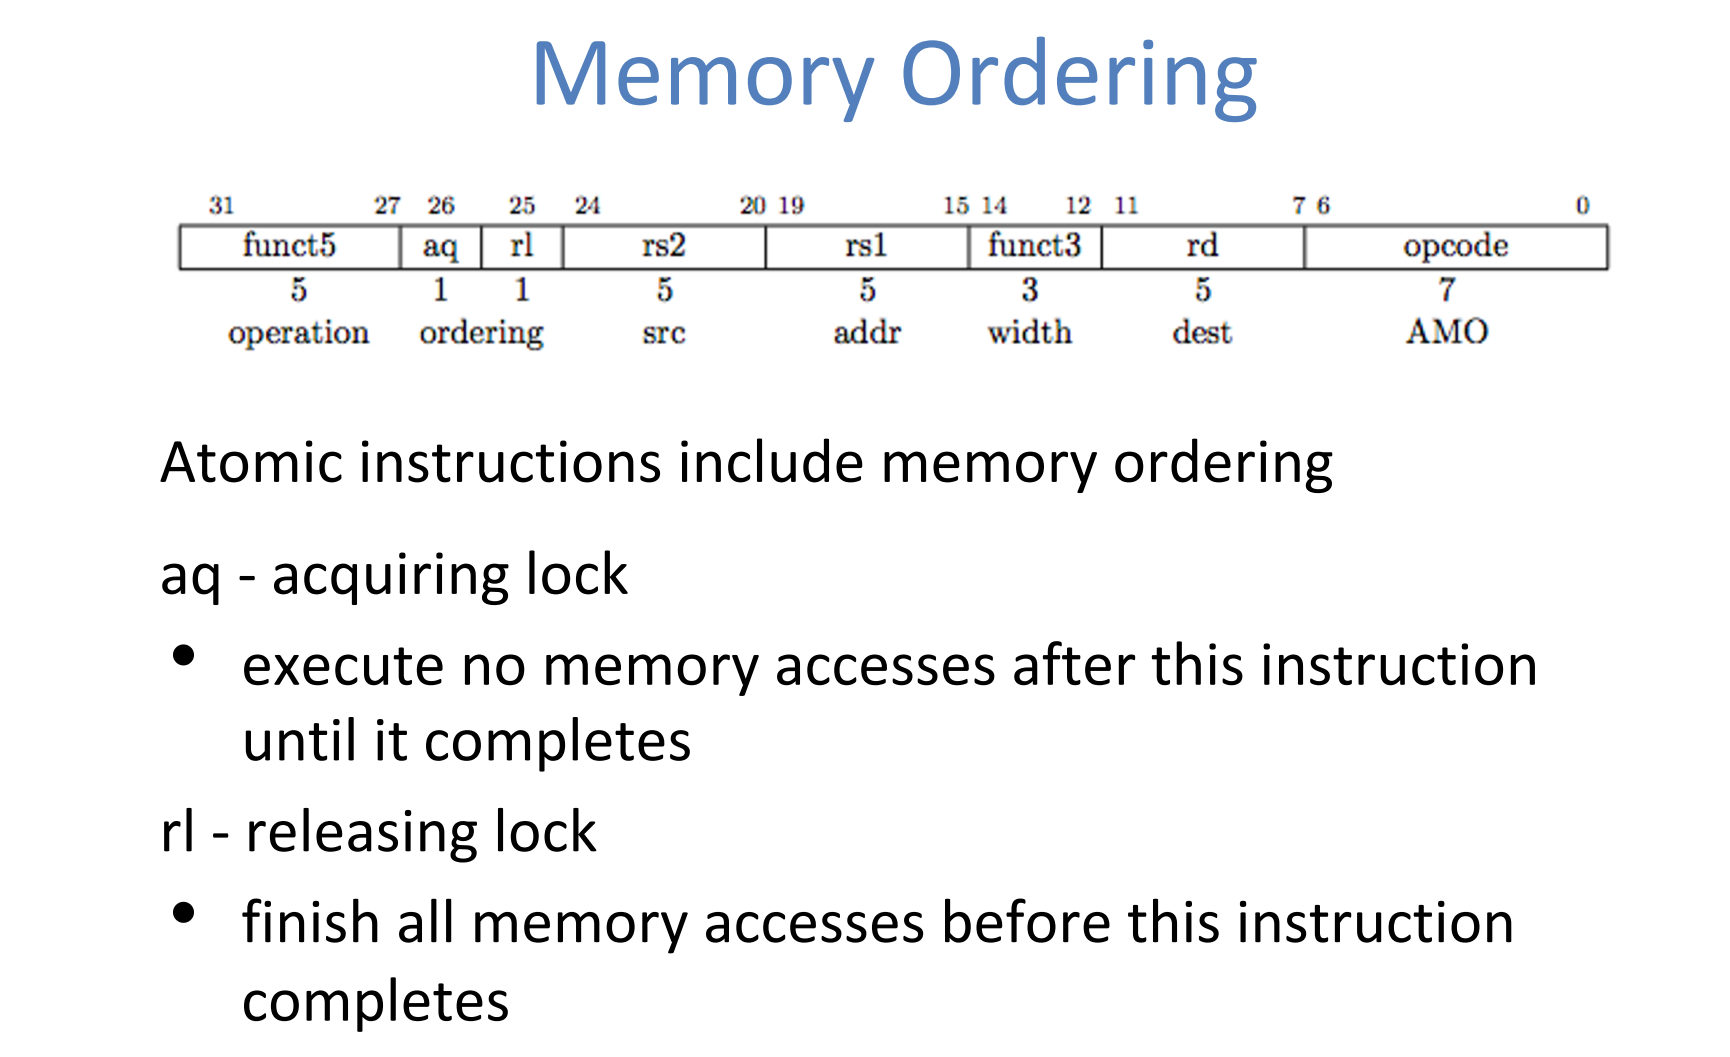 Memory Ordering
31 27 26 25 24 20 19 15 14 12 11 7 6 0
funct5 aq rl rs2 rs1 funct3 rd opcode
5 1 1 5 5 3 5 7
operation ordering src addr width dest AMO
Atomic instructions include memory ordering
aq - acquiring lock
• execute no memory accesses after this instruction
until it completes
rl - releasing lock
• finish all memory accesses before this instruction
completes